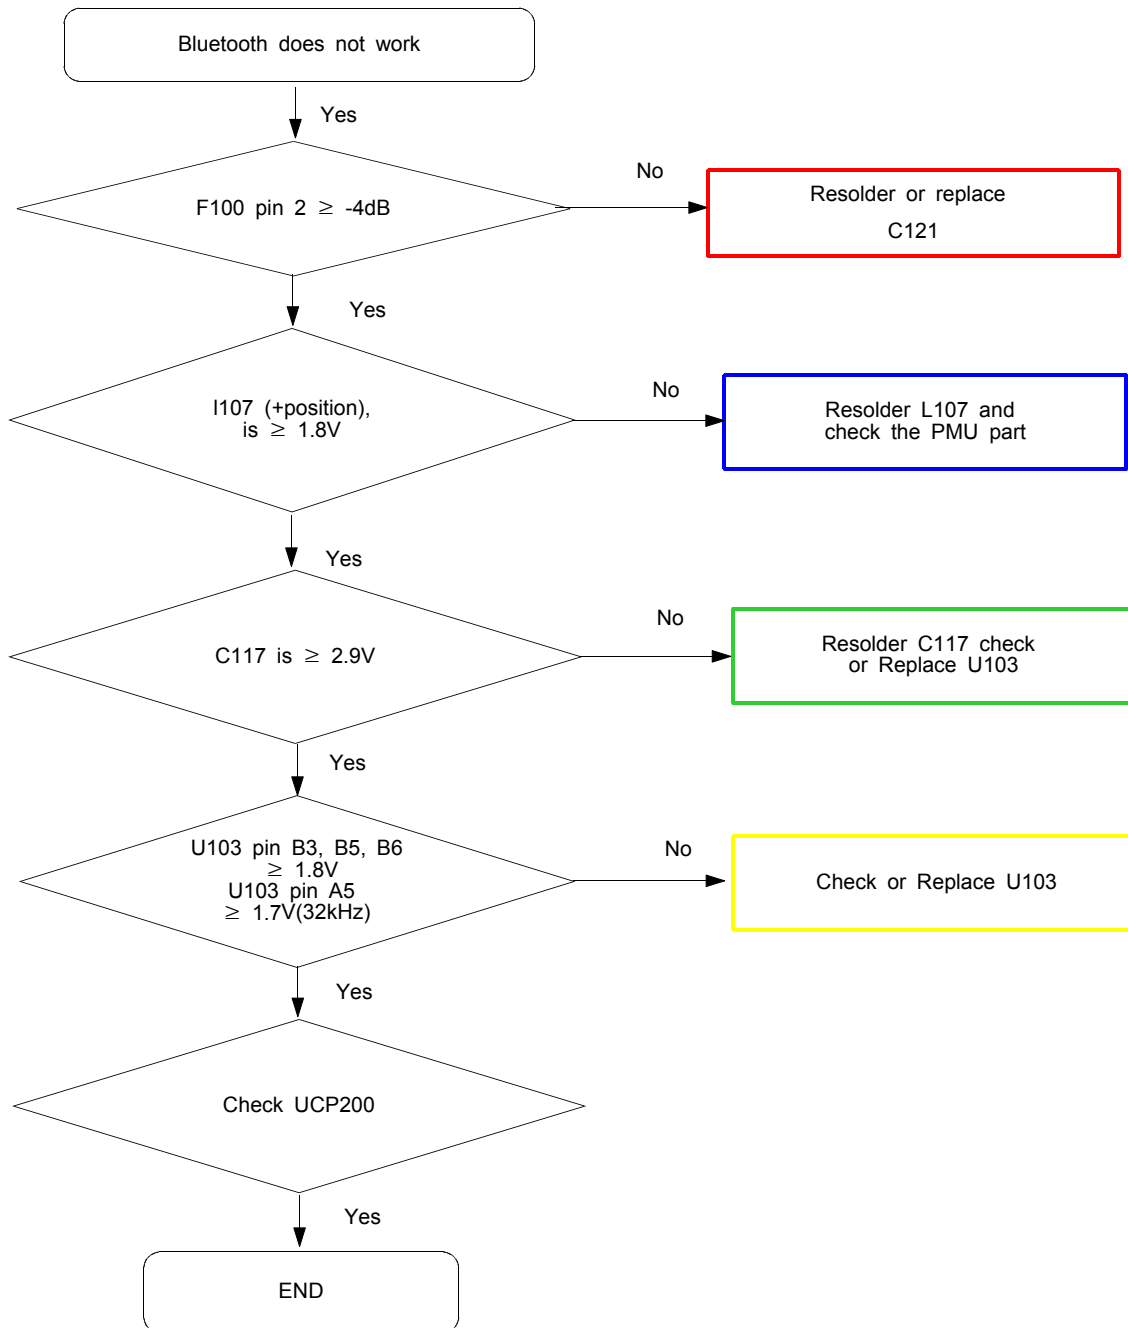 Bluetooth does not work
Yes
F100 pin 2 ≥ -4dB
No
Resolder or replace
C121
Yes
I107 (+position),
is ≥ 1.8V
No
Resolder L107 and
check the PMU part
Yes
C117 is ≥ 2.9V
No
Resolder C117 check
or Replace U103
Yes
U103 pin B3, B5, B6
≥ 1.8V
U103 pin A5
≥ 1.7V(32kHz)
No
Check or Replace U103
Yes
Check UCP200
Yes
END